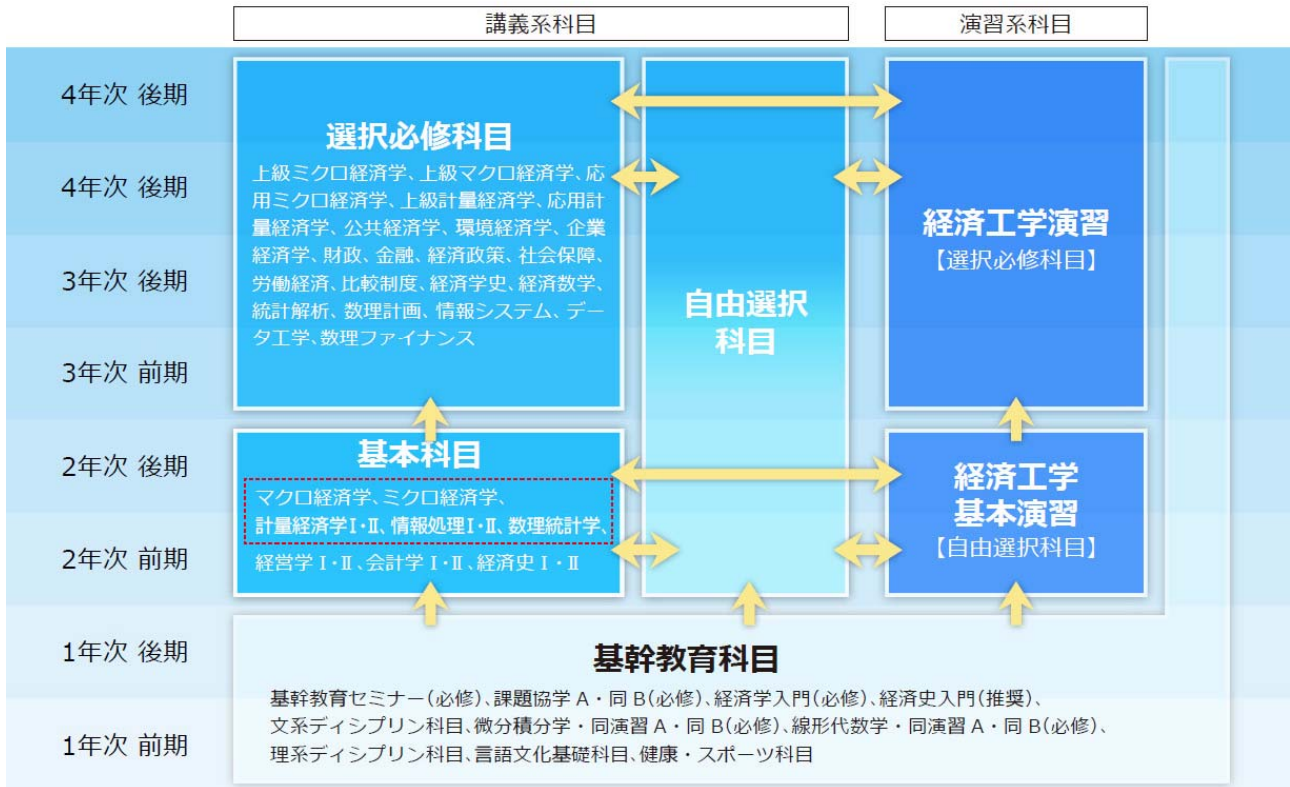 講義系科目
演習系科目
4年次 後期
4年次 後期
3年次 後期
3年次 前期
2年次 後期
2年次 前期
1年次 後期
1年次 前期
選択必修科目
上級ミクロ経済学、上級マクロ経済学、応
用ミクロ経済学、上級計量経済学、応用計
量経済学、公共経済学、環境経済学、企業
経済学、財政、金融、経済政策、社会保障、
労働経済、比較制度、経済学史、経済数学、
統計解析、数理計画、情報システム、デー
タ工学、数理ファイナンス
自由選択
科目
経済工学演習
【選択必修科目】
基本科目
マクロ経済学、ミクロ経済学、
計量経済学Ⅰ・Ⅱ、情報処理Ⅰ・Ⅱ、数理統計学、
経営学Ⅰ・Ⅱ、会計学Ⅰ・Ⅱ、経済史Ⅰ・Ⅱ
経済工学
基本演習
【自由選択科目】
基幹教育科目
基幹教育セミナー(必修)、課題協学 A・同 B(必修)、経済学入門(必修)、経済史入門(推奨)、
文系ディシプリン科目、微分積分学・同演習 A・同 B(必修)、線形代数学・同演習 A・同 B(必修)、
理系ディシプリン科目、言語文化基礎科目、健康・スポーツ科目